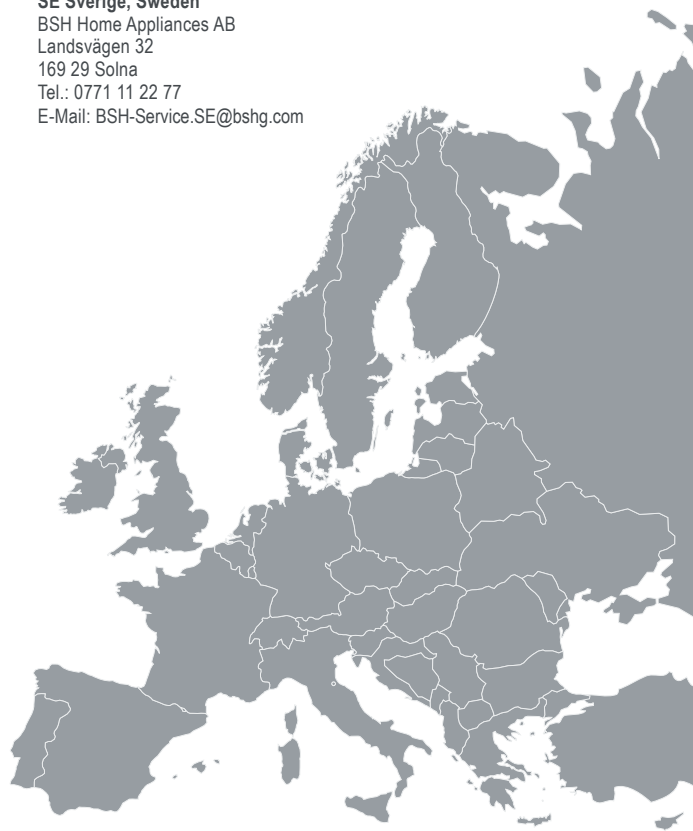 SE Sverige, Sweden
BSH Home Appliances AB
Landsvägen 32
169 29 Solna
Tel.: 0771 11 22 77
E-Mail: BSH-Service.SE@bshg.com